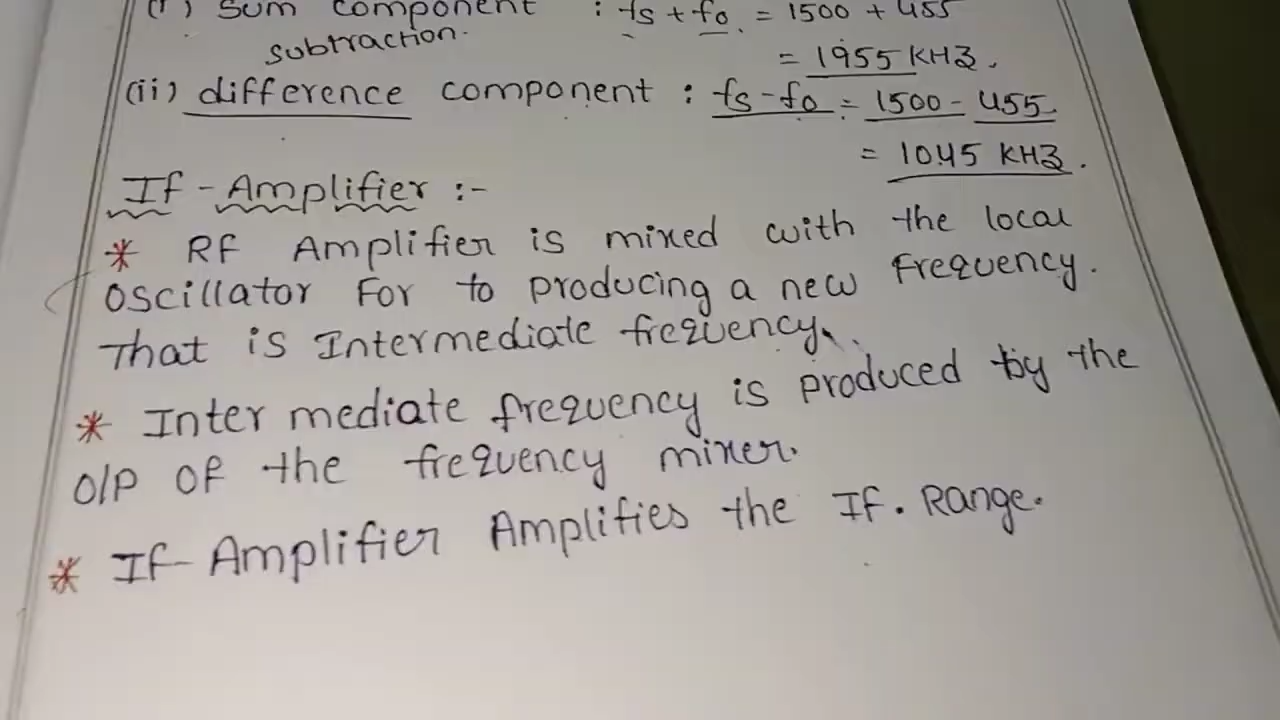 (i) Sum component : fs + fo = 1500 + 455
subtraction.
= 1955 KHz.
(ii) difference component : fs - fo = 1500 - 455
= 1045 KHz.
If - Amplifier :-
* RF Amplifier is mixed with the local
oscillator For to producing a new Frequency.
That is Intermediate frequency.
* Inter mediate frequency is produced by the
O/P OF the frequency mixer.
* If- Amplifier Amplifies the If. Range.